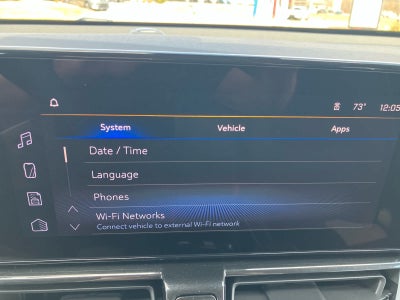 73° 12:05
System Vehicle Apps
Date / Time
Language
Phones
Wi-Fi Networks
Connect vehicle to external Wi-Fi network